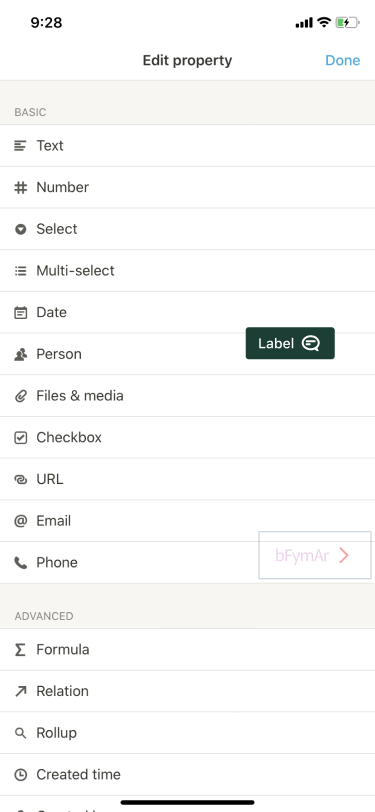 9:28
Edit property
Done
BASIC
Text
Number
Select
Multi-select
Date
Label
Person
Files & media
Checkbox
URL
Email
bFymAr
Phone
ADVANCED
Formula
Relation
Rollup
Created time